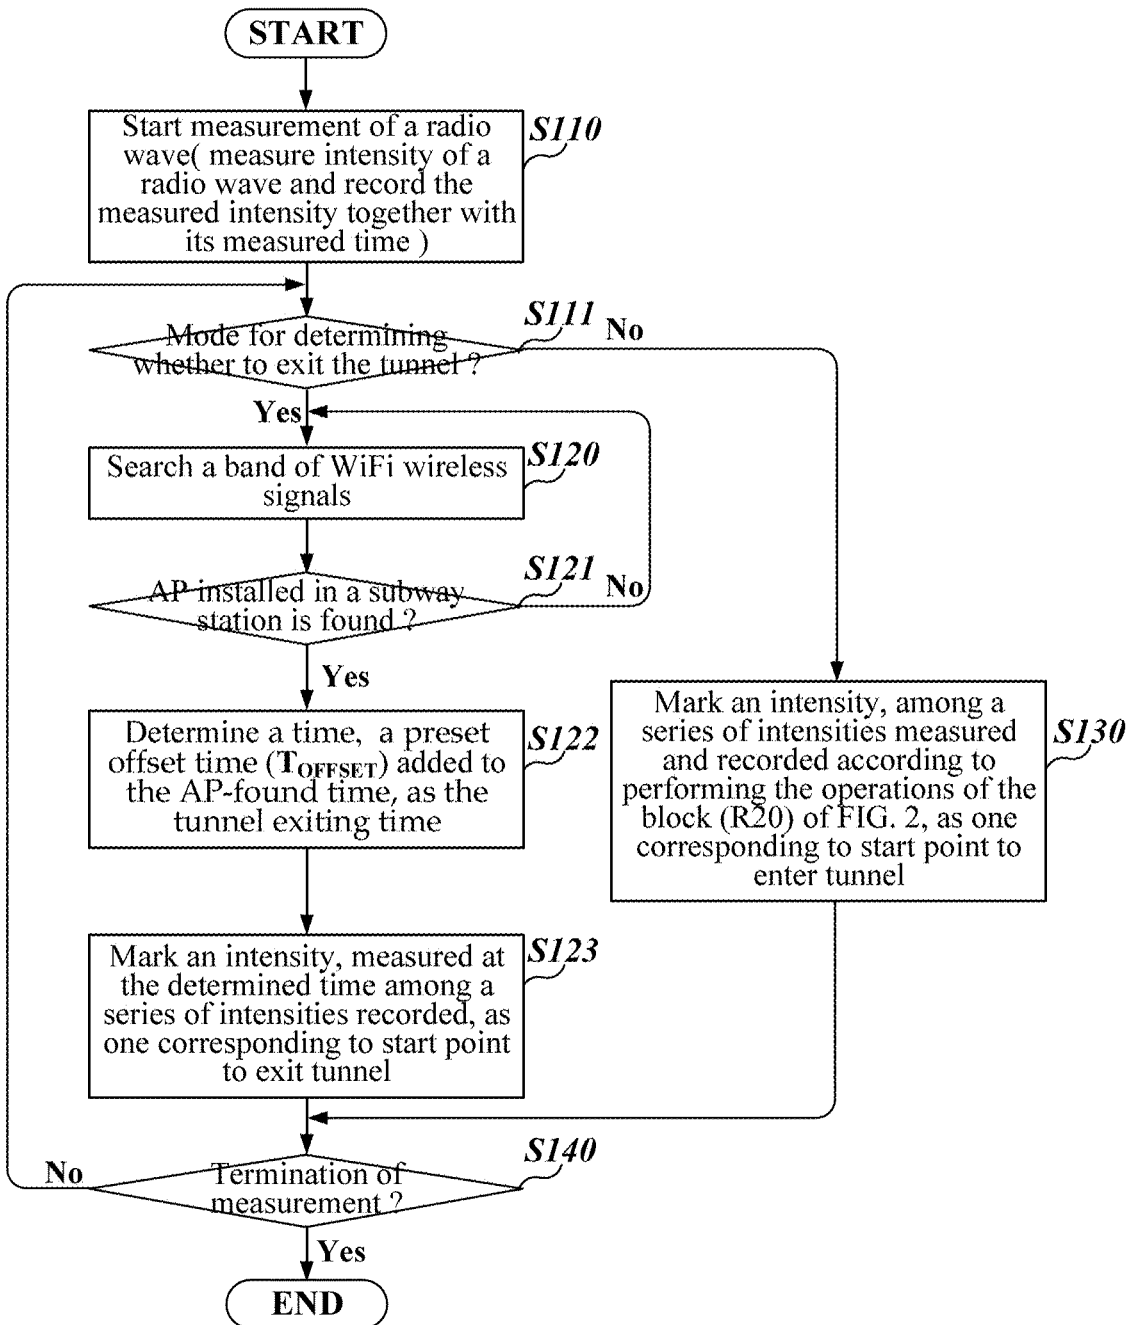 START
Start measurement of a radio
wave( measure intensity of a
radio wave and record the
measured intensity together with
its measured time )
S110
Mode for determining
whether to exit the tunnel ?
S111
No
Yes
Search a band of WiFi wireless
signals
S120
AP installed in a subway
station is found ?
S121
No
Yes
Determine a time, a preset
offset time (TOFFSET) added to
the AP-found time, as the
tunnel exiting time
S122
Mark an intensity, among a
series of intensities measured
and recorded according to
performing the operations of the
block (R20) of FIG. 2, as one
corresponding to start point to
enter tunnel
S130
Mark an intensity, measured at
the determined time among a
series of intensities recorded, as
one corresponding to start point
to exit tunnel
S123
Termination of
measurement ?
S140
No
Yes
END